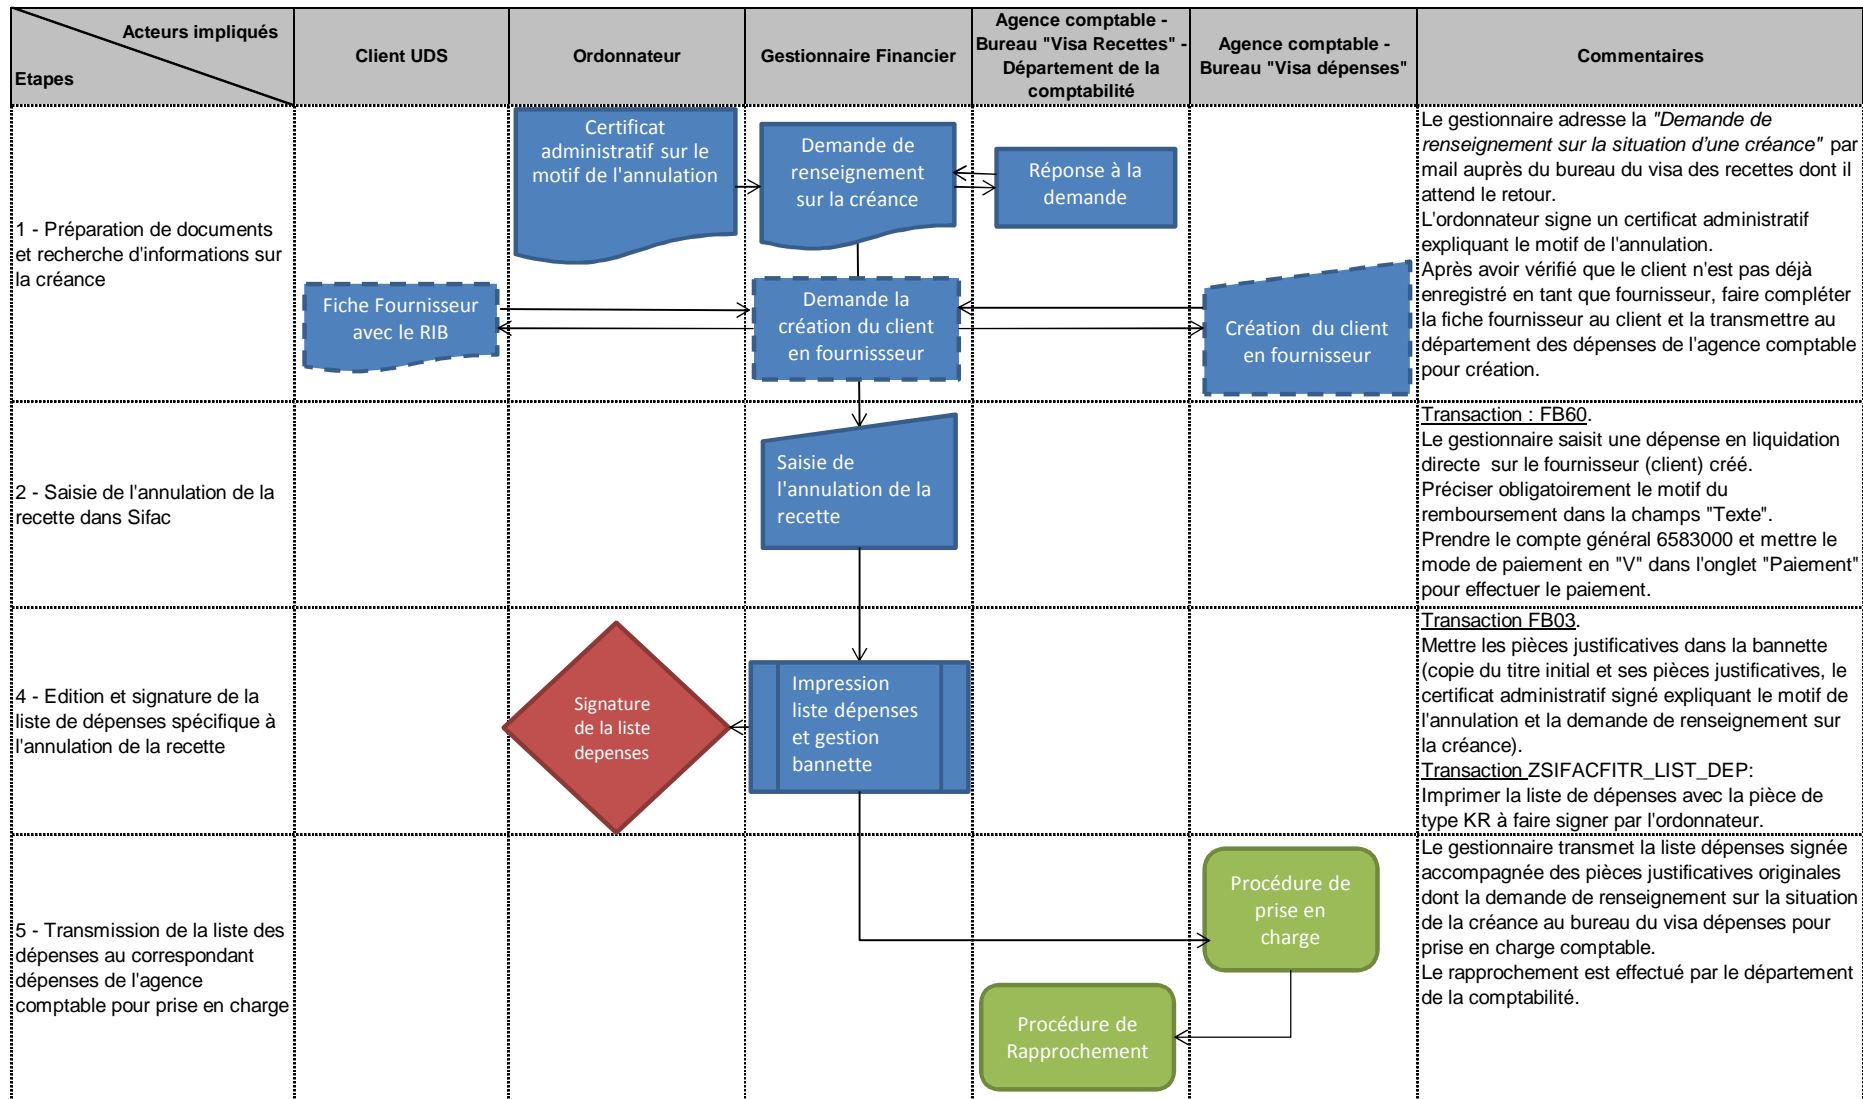 Acteurs impliqués
Etapes
Client UDS
Ordonnateur
Gestionnaire Financier
Agence comptable -
Bureau "Visa Recettes" -
Département de la
comptabilité
Agence comptable -
Bureau "Visa dépenses"
Commentaires
1 - Préparation de documents
et recherche d'informations sur
la créance
Certificat
administratif sur le
motif de l'annulation
Demande de
renseignement
sur la créance
Réponse à la
demande
Fiche Fournisseur
avec le RIB
Demande la
création du client
en fournissseur
Création du client
en fournisseur
Le gestionnaire adresse la "Demande de
renseignement sur la situation d'une créance" par
mail auprès du bureau du visa des recettes dont il
attend le retour.
L'ordonnateur signe un certificat administratif
expliquant le motif de l'annulation.
Après avoir vérifié que le client n'est pas déjà
enregistré en tant que fournisseur, faire compléter
la fiche fournisseur au client et la transmettre au
département des dépenses de l'agence comptable
pour création.
2 - Saisie de l'annulation de la
recette dans Sifac
Saisie de
l'annulation de la
recette
Transaction : FB60.
Le gestionnaire saisit une dépense en liquidation
directe sur le fournisseur (client) créé.
Préciser obligatoirement le motif du
remboursement dans la champs "Texte".
Prendre le compte général 6583000 et mettre le
mode de paiement en "V" dans l'onglet "Paiement"
pour effectuer le paiement.
4 - Edition et signature de la
liste de dépenses spécifique à
l'annulation de la recette
Signature
de la liste
depenses
Impression
liste dépenses
et gestion
bannette
Transaction FB03.
Mettre les pièces justificatives dans la bannette
(copie du titre initial et ses pièces justificatives, le
certificat administratif signé expliquant le motif de
l'annulation et la demande de renseignement sur
la créance).
Transaction ZSIFACFITR_LIST_DEP:
Imprimer la liste de dépenses avec la pièce de
type KR à faire signer par l'ordonnateur.
5 - Transmission de la liste des
dépenses au correspondant
dépenses de l'agence
comptable pour prise en charge
Procédure de
prise en
charge
Procédure de
Rapprochement
Le gestionnaire transmet la liste dépenses signée
accompagnée des pièces justificatives originales
dont la demande de renseignement sur la situation
de la créance au bureau du visa dépenses pour
prise en charge comptable.
Le rapprochement est effectué par le département
de la comptabilité.